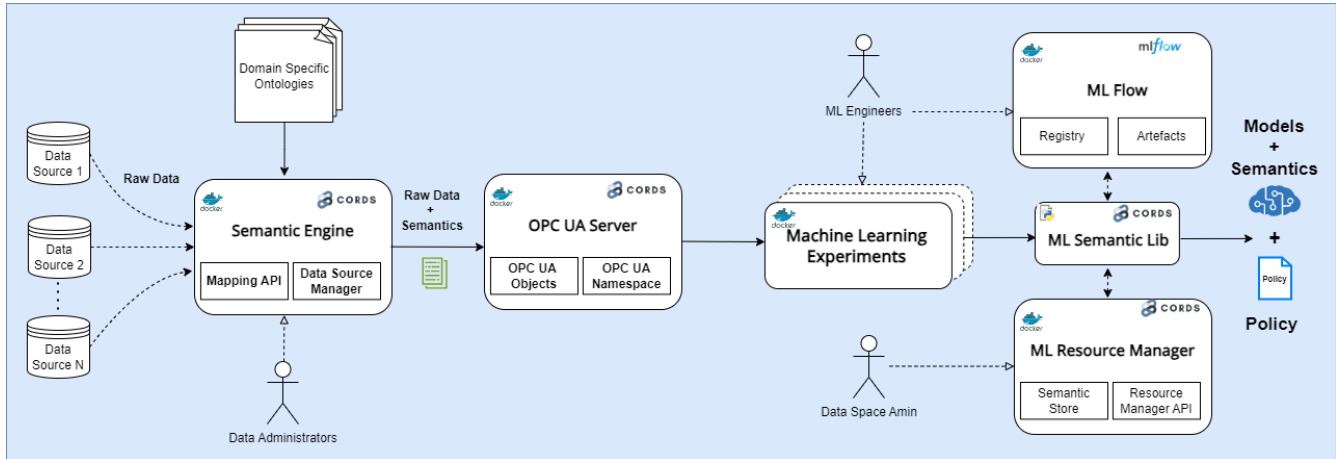 Domain Specific
Ontologies
Data
Source 1
Raw Data
Data
Source 2
Data
Source N
docker
CORDS
Semantic Engine
Mapping API
Data Source
Manager
Data Administrators
Raw Data
+
Semantics
docker
CORDS
OPC UA Server
OPC UA
Objects
OPC UA
Namespace
ML Engineers
docker
Machine Learning
Experiments
docker
mlflow
ML Flow
Registry
Artefacts
CORDS
ML Semantic Lib
docker
CORDS
ML Resource Manager
Semantic
Store
Resource
Manager API
Data Space Amin
Models
+
Semantics
+
Policy
Policy